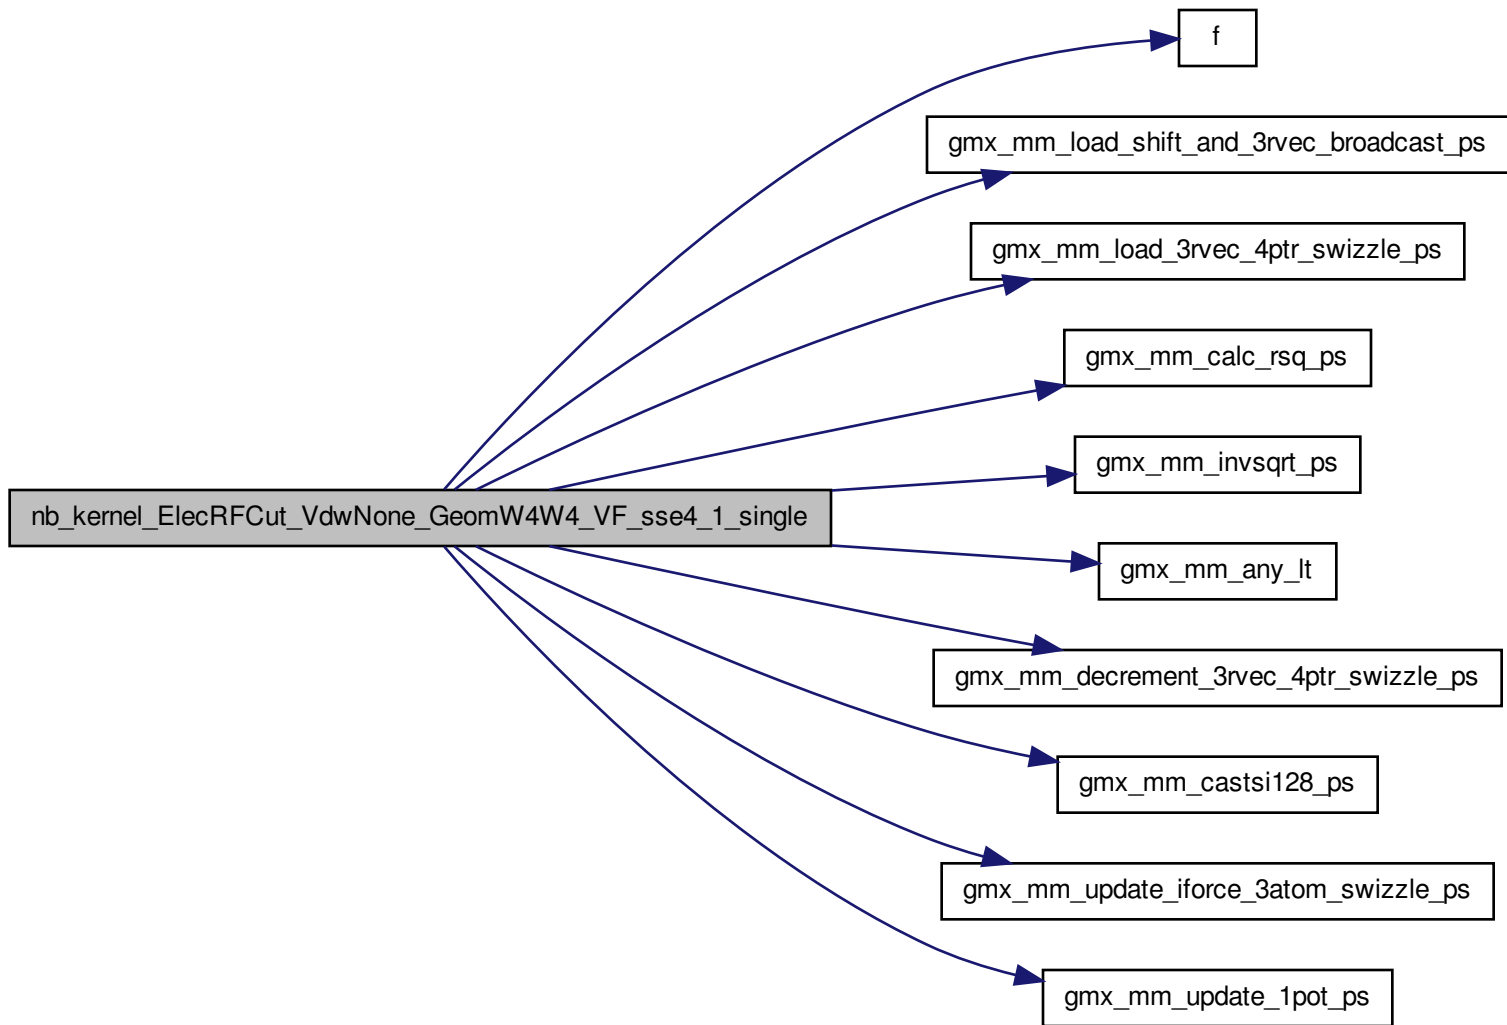 f
gmx_mm_load_shift_and_3rvec_broadcast_ps
gmx_mm_load_3rvec_4ptr_swizzle_ps
gmx_mm_calc_rsq_ps
gmx_mm_invsqrt_ps
nb_kernel_ElecRFCut_VdwNone_GeomW4W4_VF_sse4_1_single
gmx_mm_any_lt
gmx_mm_decrement_3rvec_4ptr_swizzle_ps
gmx_mm_castsi128_ps
gmx_mm_update_iforce_3atom_swizzle_ps
gmx_mm_update_1pot_ps